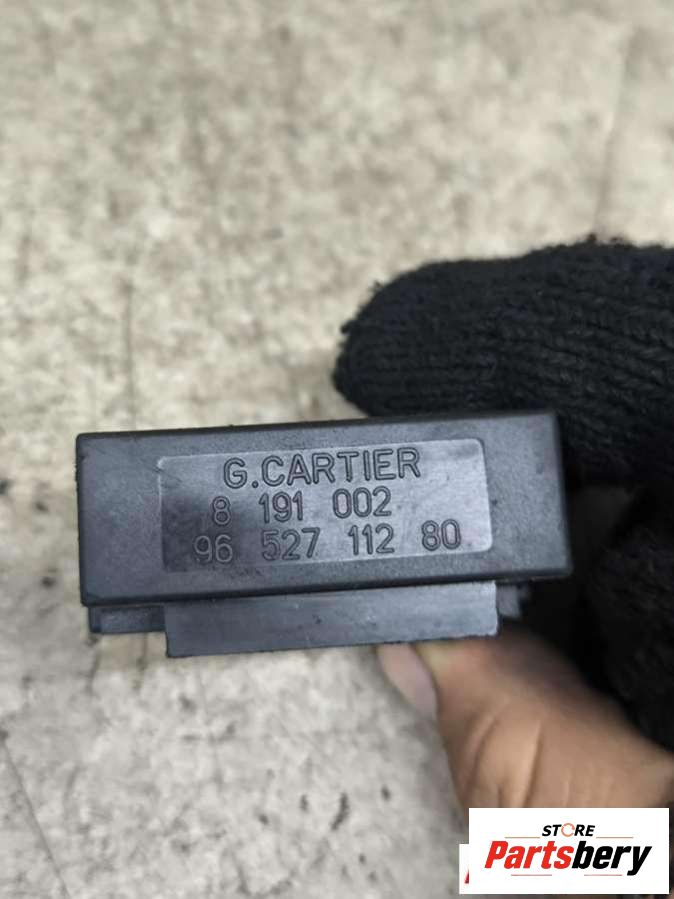 G.CARTIER
8 191 002
96 527 112 80
STORE
Partsbery